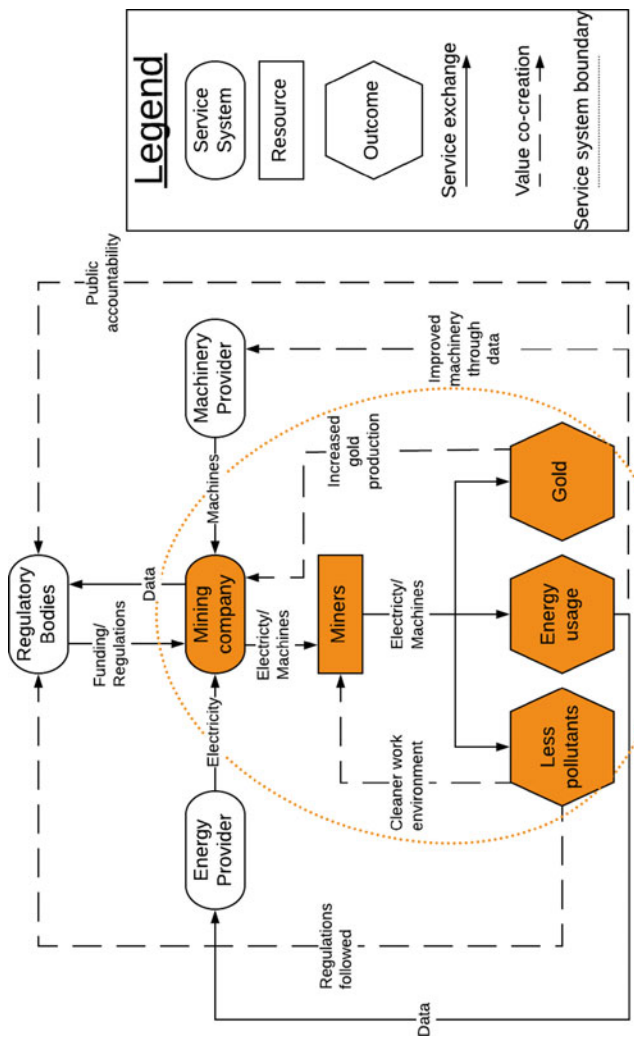 Regulatory
Bodies
Public
accountability
Funding/
Regulations
Data
Energy
Provider
Electricity
Mining
company
Machines
Machinery
Provider
Electricty/
Machines
Increased
gold
production
Improved
machinery
through
data
Miners
Cleaner work
environment
Electricty/
Machines
Regulations
followed
Less
pollutants
Energy
usage
Gold
Data
Legend
Service
System
Resource
Outcome
Service exchange
Value co-creation
Service system boundary